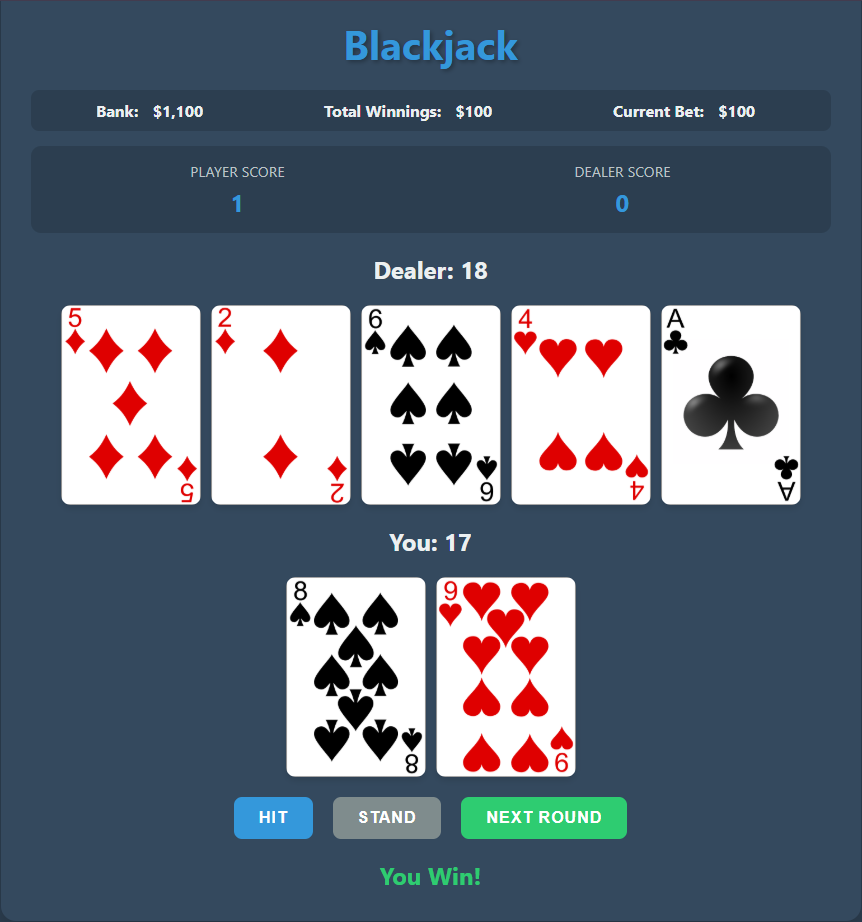 Blackjack
Bank: $1,100 Total Winnings: $100 Current Bet: $100
PLAYER SCORE DEALER SCORE
1 0
Dealer: 18
5 2 6 4 A
5 2 6 4 A
You: 17
8 9
8 9
HIT STAND NEXT ROUND
You Win!